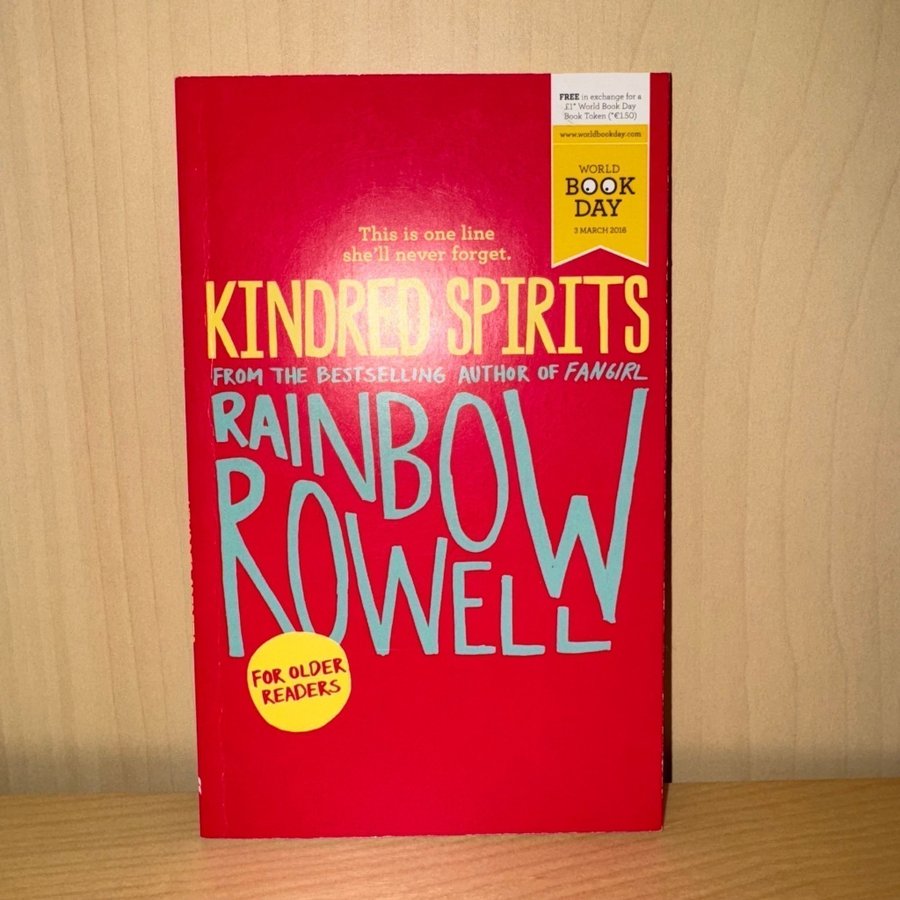 FREE in exchange for a
£1* World Book Day
Book Token (*€1.50)
www.worldbookday.com
WORLD
BOOK
DAY
3 MARCH 2016
This is one line
she'll never forget.
KINDRED SPIRITS
FROM THE BESTSELLING AUTHOR OF FANGIRL
RAINBOW
ROWELL
FOR OLDER
READERS